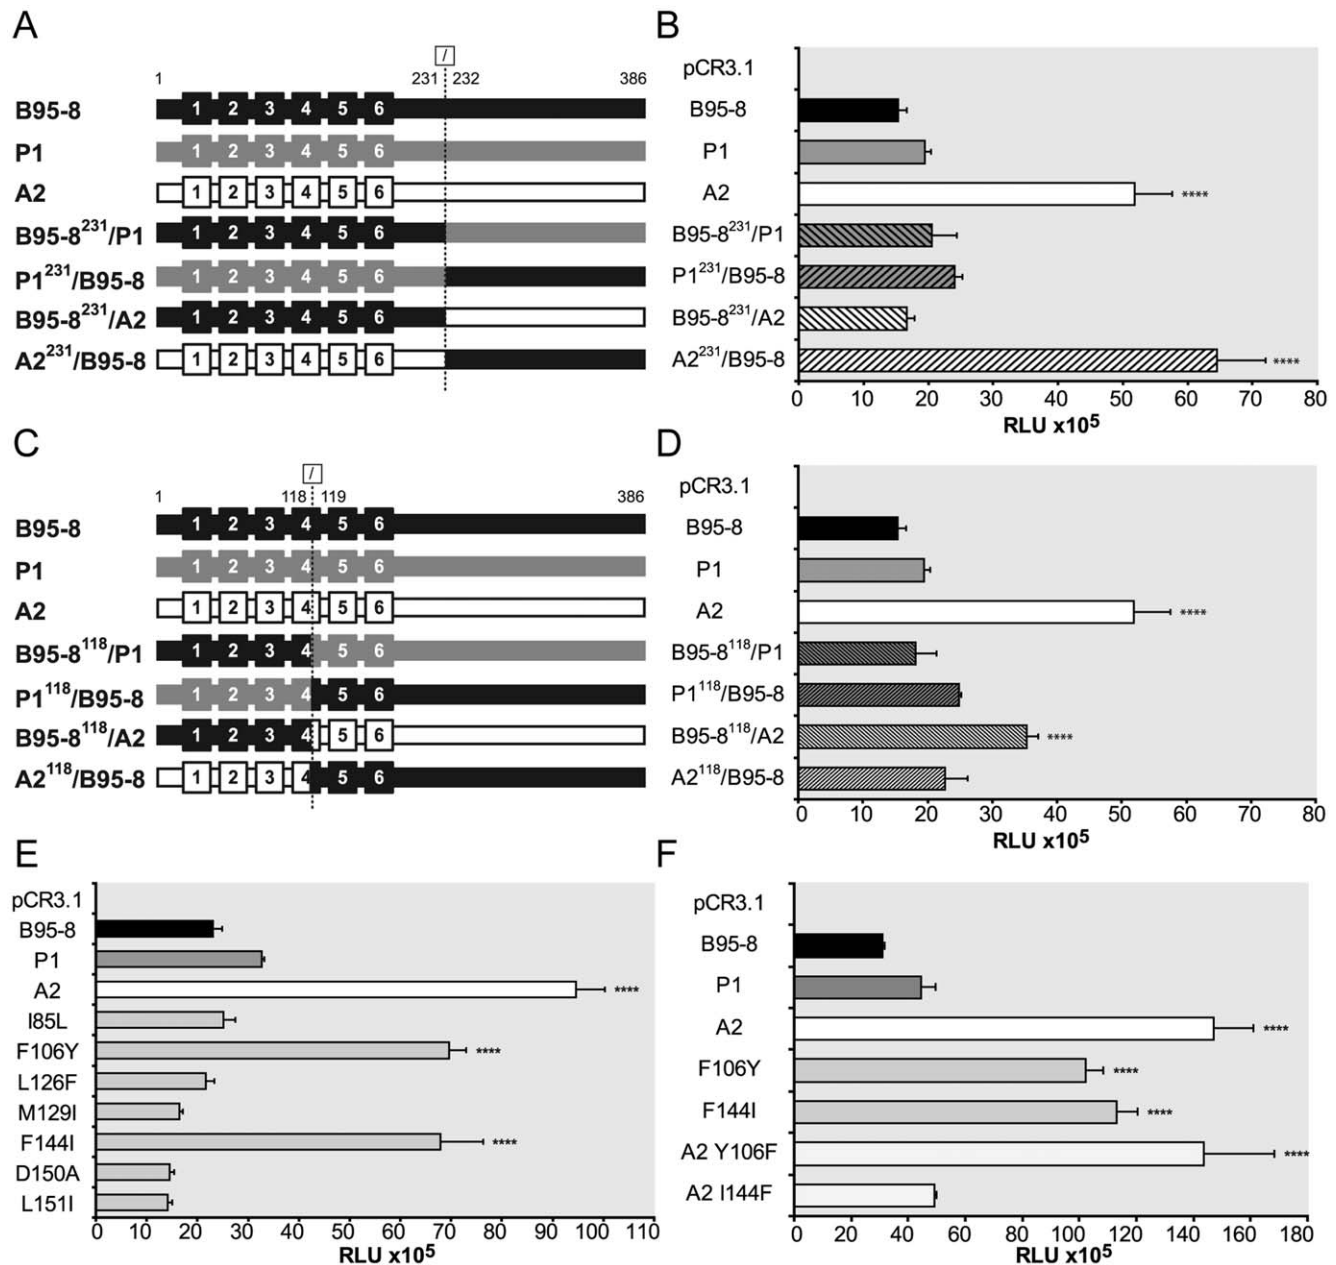 A
/
1 231 232 386
B95-8 1 2 3 4 5 6
P1 1 2 3 4 5 6
A2 1 2 3 4 5 6
B95-8²³¹/P1 1 2 3 4 5 6
P1²³¹/B95-8 1 2 3 4 5 6
B95-8²³¹/A2 1 2 3 4 5 6
A2²³¹/B95-8 1 2 3 4 5 6
B
pCR3.1
B95-8
P1
A2 ****
B95-8²³¹/P1
P1²³¹/B95-8
B95-8²³¹/A2
A2²³¹/B95-8 ****
0 10 20 30 40 50 60 70 80
RLU x10⁵
C
/
1 118 119 386
B95-8 1 2 3 4 5 6
P1 1 2 3 4 5 6
A2 1 2 3 4 5 6
B95-8¹¹⁸/P1 1 2 3 4 5 6
P1¹¹⁸/B95-8 1 2 3 4 5 6
B95-8¹¹⁸/A2 1 2 3 4 5 6
A2¹¹⁸/B95-8 1 2 3 4 5 6
D
pCR3.1
B95-8
P1
A2 ****
B95-8¹¹⁸/P1
P1¹¹⁸/B95-8
B95-8¹¹⁸/A2 ****
A2¹¹⁸/B95-8
0 10 20 30 40 50 60 70 80
RLU x10⁵
E
pCR3.1
B95-8
P1
A2 ****
I85L
F106Y ****
L126F
M129I
F144I ****
D150A
L151I
0 10 20 30 40 50 60 70 80 90 100 110
RLU x10⁵
F
pCR3.1
B95-8
P1
A2 ****
F106Y ****
F144I ****
A2 Y106F ****
A2 I144F
0 20 40 60 80 100 120 140 160 180
RLU x10⁵